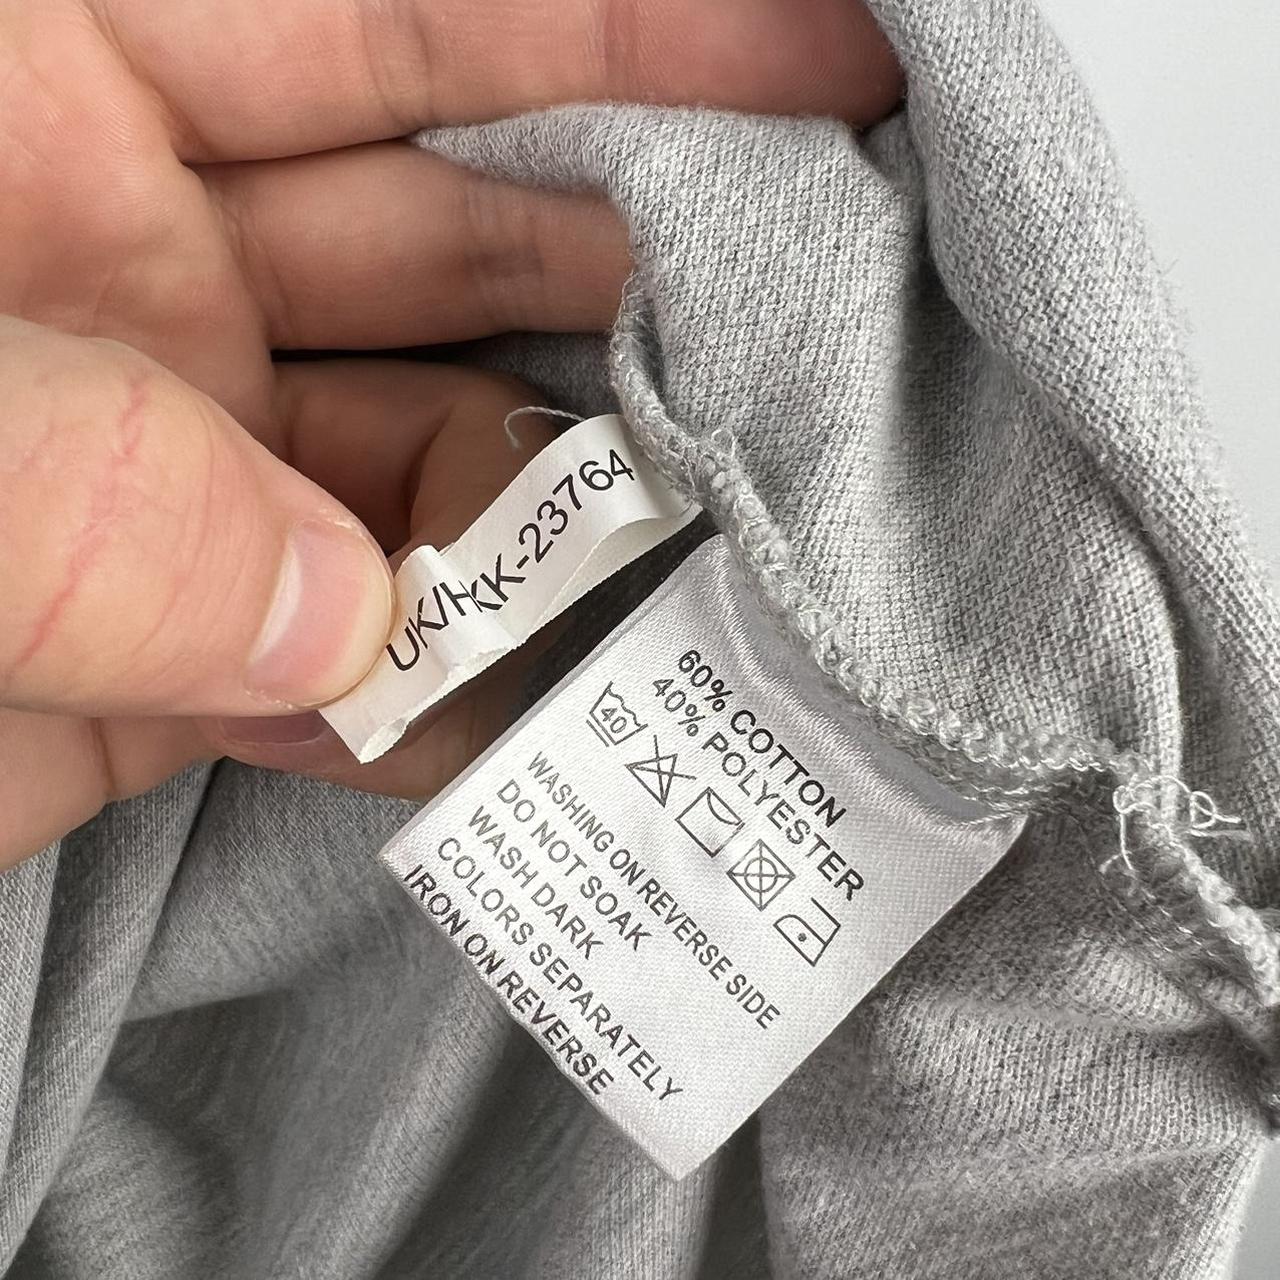 UK/HKK-23764
60% COTTON
40% POLYESTER
40
WASHING ON REVERSE SIDE
DO NOT SOAK
WASH DARK
COLORS SEPARATELY
IRON ON REVERSE